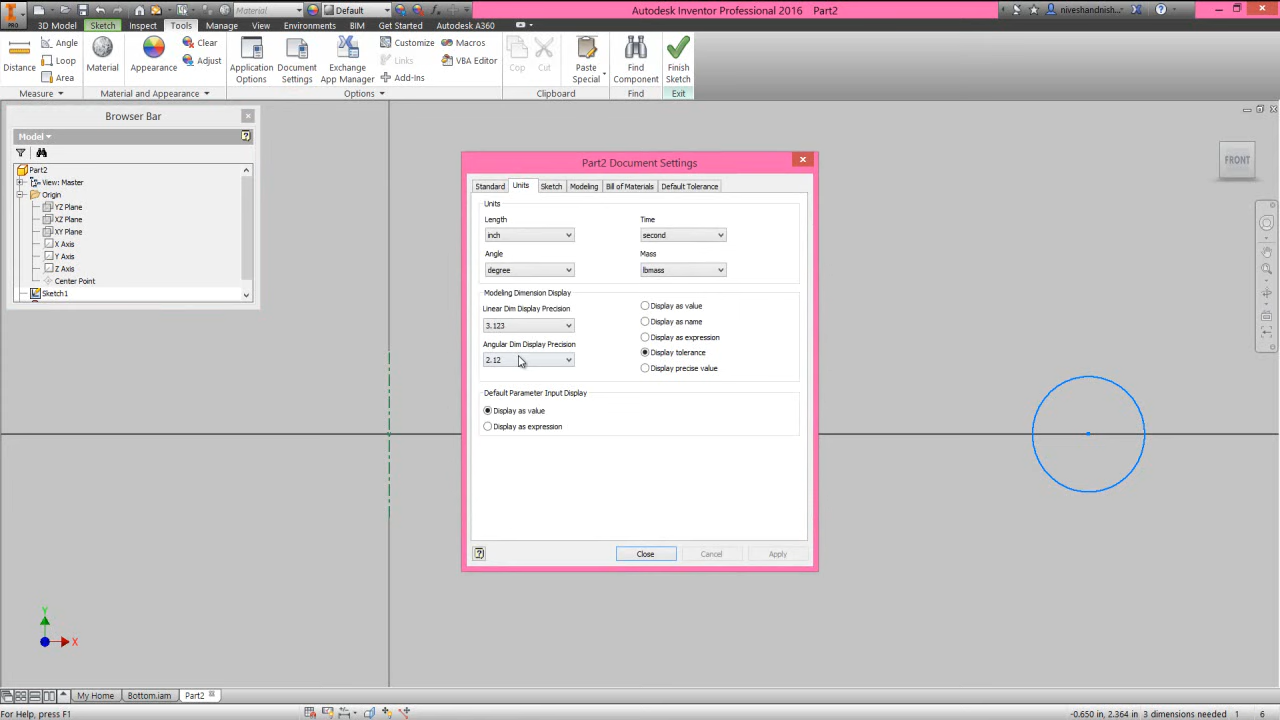 PRO
Material
Default
Autodesk Inventor Professional 2016 Part2
niveshandnish...
3D Model
Sketch
Inspect
Tools
Manage
View
Environments
BIM
Get Started
Autodesk A360
Distance
Angle
Loop
Area
Material
Appearance
Clear
Adjust
Application Options
Document Settings
Exchange App Manager
Customize
Links
Add-Ins
Macros
VBA Editor
Copy
Cut
Paste Special
Find Component
Finish Sketch
Measure
Material and Appearance
Options
Clipboard
Find
Exit
Browser Bar
Model
Part2
View: Master
Origin
YZ Plane
XZ Plane
XY Plane
X Axis
Y Axis
Z Axis
Center Point
Sketch1
FRONT
Part2 Document Settings
Standard
Units
Sketch
Modeling
Bill of Materials
Default Tolerance
Units
Length
Time
inch
second
Angle
Mass
degree
lbmass
Modeling Dimension Display
Linear Dim Display Precision
3.123
Angular Dim Display Precision
2.12
Display as value
Display as name
Display as expression
Display tolerance
Display precise value
Default Parameter Input Display
Display as value
Display as expression
Close
Cancel
Apply
Y
X
My Home
Bottom.iam
Part2
For Help, press F1
-0.650 in, 2.364 in 3 dimensions needed 1 6